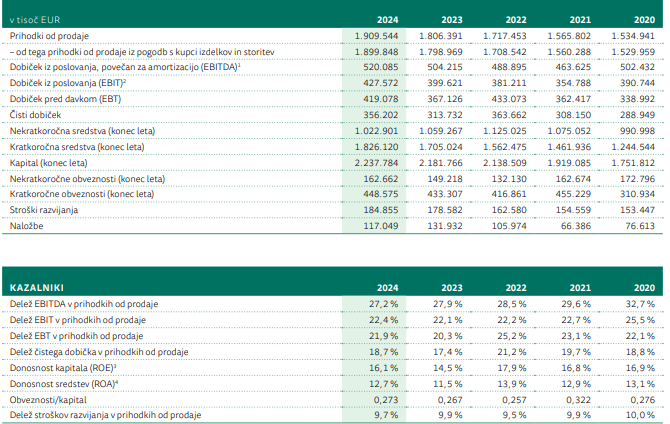 v tisoč EUR 2024 2023 2022 2021 2020
Prihodki od prodaje 1.909.544 1.806.391 1.717.453 1.565.802 1.534.941
– od tega prihodki od prodaje iz pogodb s kupci izdelkov in storitev 1.899.848 1.798.969 1.708.542 1.560.288 1.529.959
Dobiček iz poslovanja, povečan za amortizacijo (EBITDA)¹ 520.085 504.215 488.895 463.625 502.432
Dobiček iz poslovanja (EBIT)² 427.572 399.621 381.211 354.788 390.744
Dobiček pred davkom (EBT) 419.078 367.126 433.073 362.417 338.992
Čisti dobiček 356.202 313.732 363.662 308.150 288.949
Nekratkoročna sredstva (konec leta) 1.022.901 1.059.267 1.125.025 1.075.052 990.998
Kratkoročna sredstva (konec leta) 1.826.120 1.705.024 1.562.475 1.461.936 1.244.544
Kapital (konec leta) 2.237.784 2.181.766 2.138.509 1.919.085 1.751.812
Nekratkoročne obveznosti (konec leta) 162.662 149.218 132.130 162.674 172.796
Kratkoročne obveznosti (konec leta) 448.575 433.307 416.861 455.229 310.934
Stroški razvijanja 184.855 178.582 162.580 154.559 153.447
Naložbe 117.049 131.932 105.974 66.386 76.613
KAZALNIKI 2024 2023 2022 2021 2020
Delež EBITDA v prihodkih od prodaje 27,2 % 27,9 % 28,5 % 29,6 % 32,7 %
Delež EBIT v prihodkih od prodaje 22,4 % 22,1 % 22,2 % 22,7 % 25,5 %
Delež EBT v prihodkih od prodaje 21,9 % 20,3 % 25,2 % 23,1 % 22,1 %
Delež čistega dobička v prihodkih od prodaje 18,7 % 17,4 % 21,2 % 19,7 % 18,8 %
Donosnost kapitala (ROE)³ 16,1 % 14,5 % 17,9 % 16,8 % 16,9 %
Donosnost sredstev (ROA)⁴ 12,7 % 11,5 % 13,9 % 12,9 % 13,1 %
Obveznosti/kapital 0,273 0,267 0,257 0,322 0,276
Delež stroškov razvijanja v prihodkih od prodaje 9,7 % 9,9 % 9,5 % 9,9 % 10,0 %